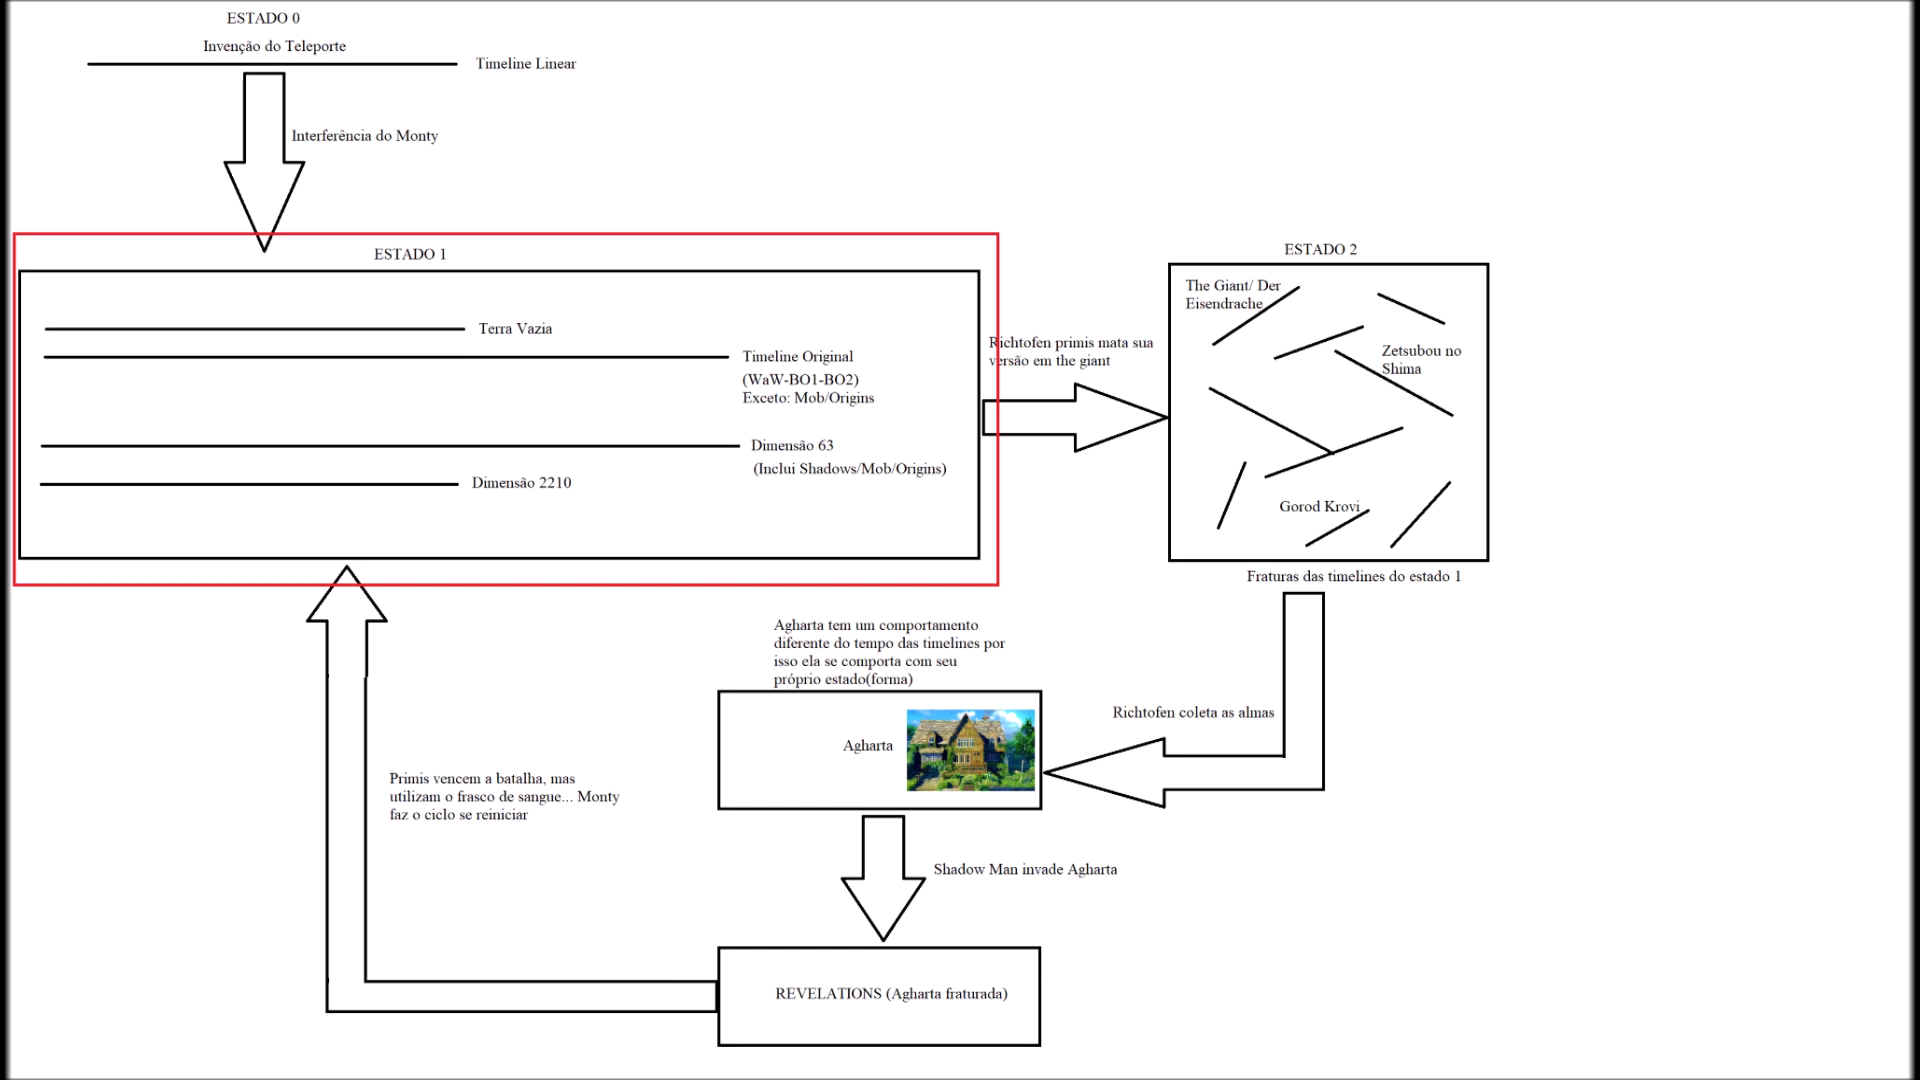 ESTADO 0
Invenção do Teleporte
Timeline Linear
Interferência do Monty
ESTADO 1
Terra Vazia
Timeline Original
(WaW-BO1-BO2)
Exceto: Mob/Origins
Dimensão 63
(Inclui Shadows/Mob/Origins)
Dimensão 2210
Richtofen primis mata sua
versão em the giant
ESTADO 2
The Giant/ Der
Eisendrache
Zetsubou no
Shima
Gorod Krovi
Fraturas das timelines do estado 1
Richtofen coleta as almas
Agharta tem um comportamento
diferente do tempo das timelines por
isso ela se comporta com seu
próprio estado(forma)
Agharta
Shadow Man invade Agharta
REVELATIONS (Agharta fraturada)
Primis vencem a batalha, mas
utilizam o frasco de sangue... Monty
faz o ciclo se reiniciar